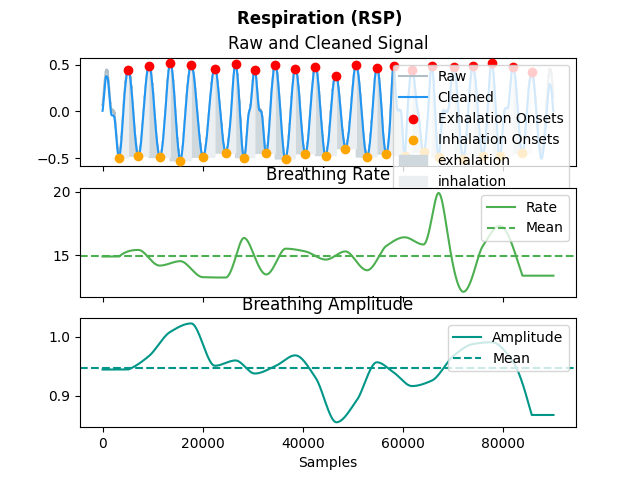 Respiration (RSP)
Raw and Cleaned Signal
0.5
0.0
−0.5
Raw
Cleaned
Exhalation Onsets
Inhalation Onsets
exhalation
inhalation
Breathing Rate
20
15
Rate
Mean
Breathing Amplitude
1.0
0.9
Amplitude
Mean
0 20000 40000 60000 80000
Samples